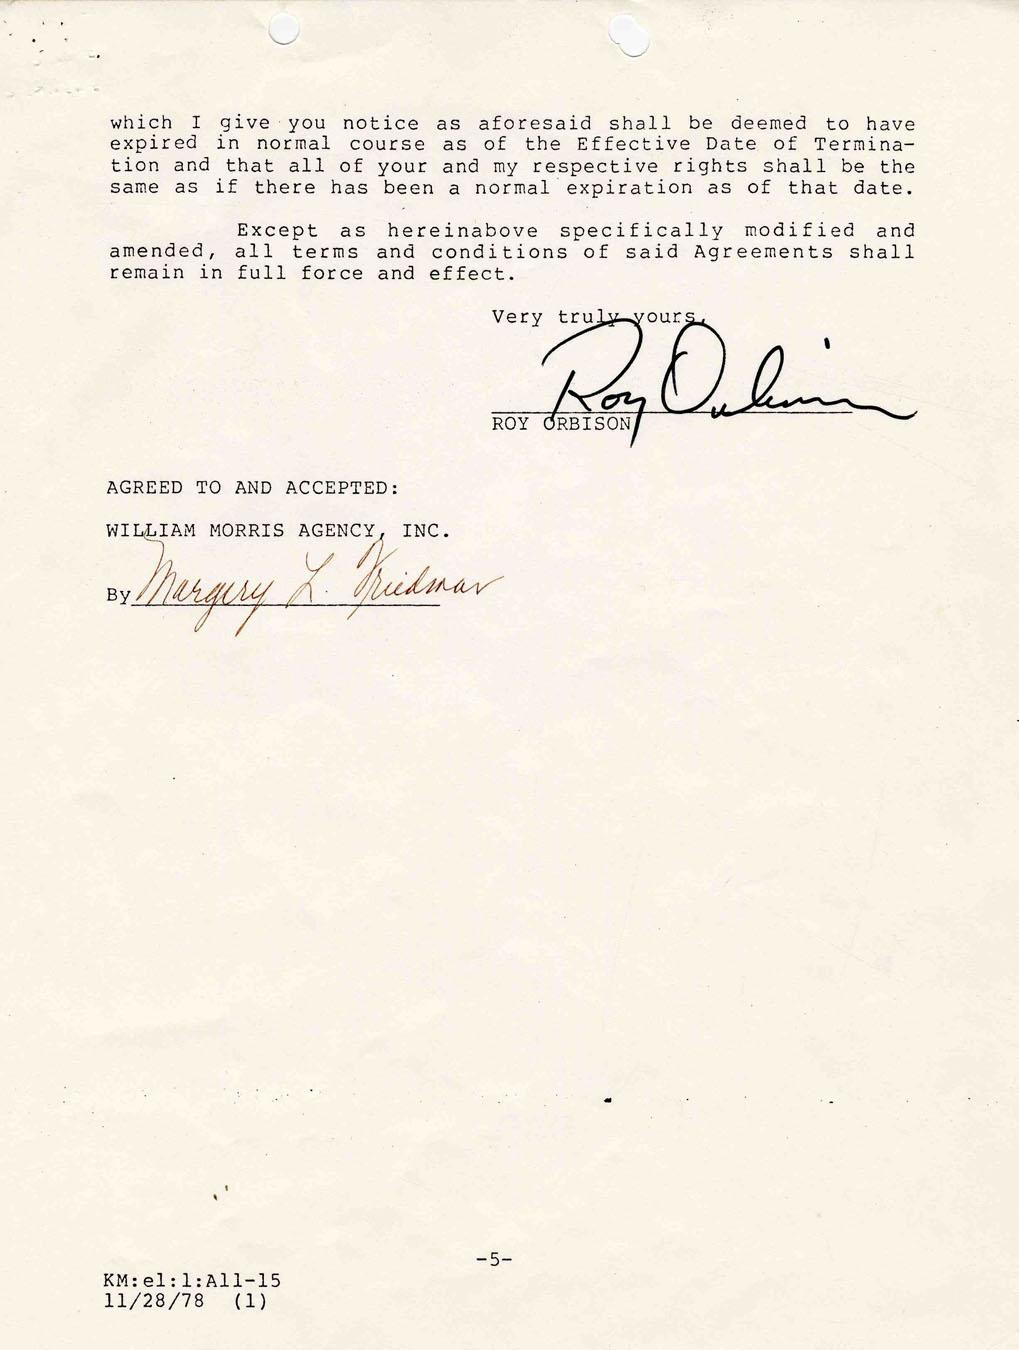 which I give you notice as aforesaid shall be deemed to have
expired in normal course as of the Effective Date of Termina-
tion and that all of your and my respective rights shall be the
same as if there has been a normal expiration as of that date.
Except as hereinabove specifically modified and
amended, all terms and conditions of said Agreements shall
remain in full force and effect.
Very truly yours,
Roy Orbison
ROY ORBISON
AGREED TO AND ACCEPTED:
WILLIAM MORRIS AGENCY, INC.
By Margery L. Friedman
-5-
KM:el:1:All-15
11/28/78 (1)